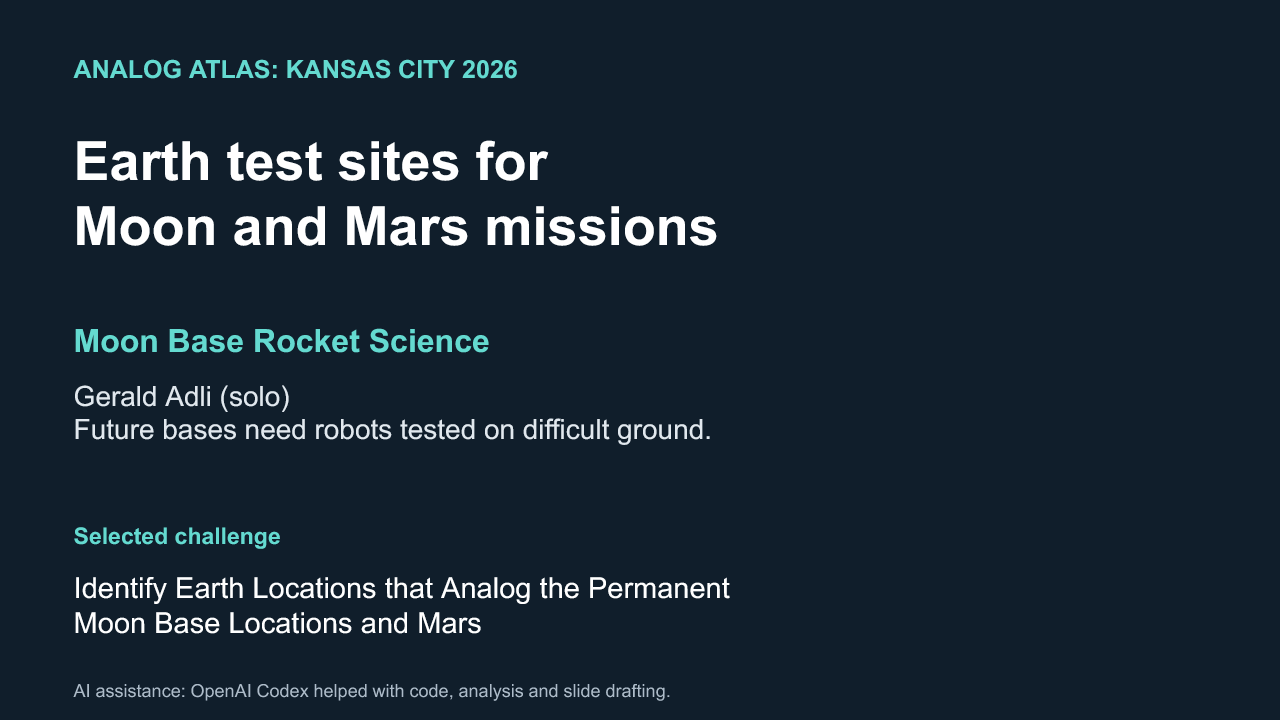 ANALOG ATLAS: KANSAS CITY 2026
Earth test sites for
Moon and Mars missions
Moon Base Rocket Science
Gerald Adli (solo)
Future bases need robots tested on difficult ground.
Selected challenge
Identify Earth Locations that Analog the Permanent
Moon Base Locations and Mars
AI assistance: OpenAI Codex helped with code, analysis and slide drafting.